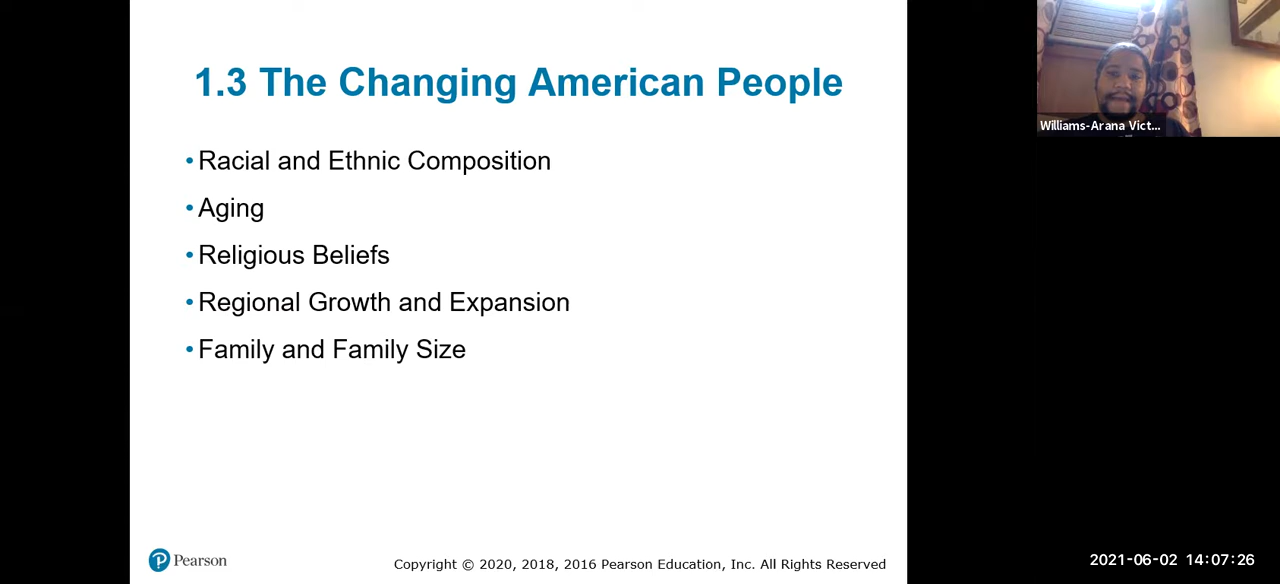 1.3 The Changing American People
• Racial and Ethnic Composition
• Aging
• Religious Beliefs
• Regional Growth and Expansion
• Family and Family Size
Pearson
Copyright © 2020, 2018, 2016 Pearson Education, Inc. All Rights Reserved
Williams-Arana Vict...
2021-06-02 14:07:26